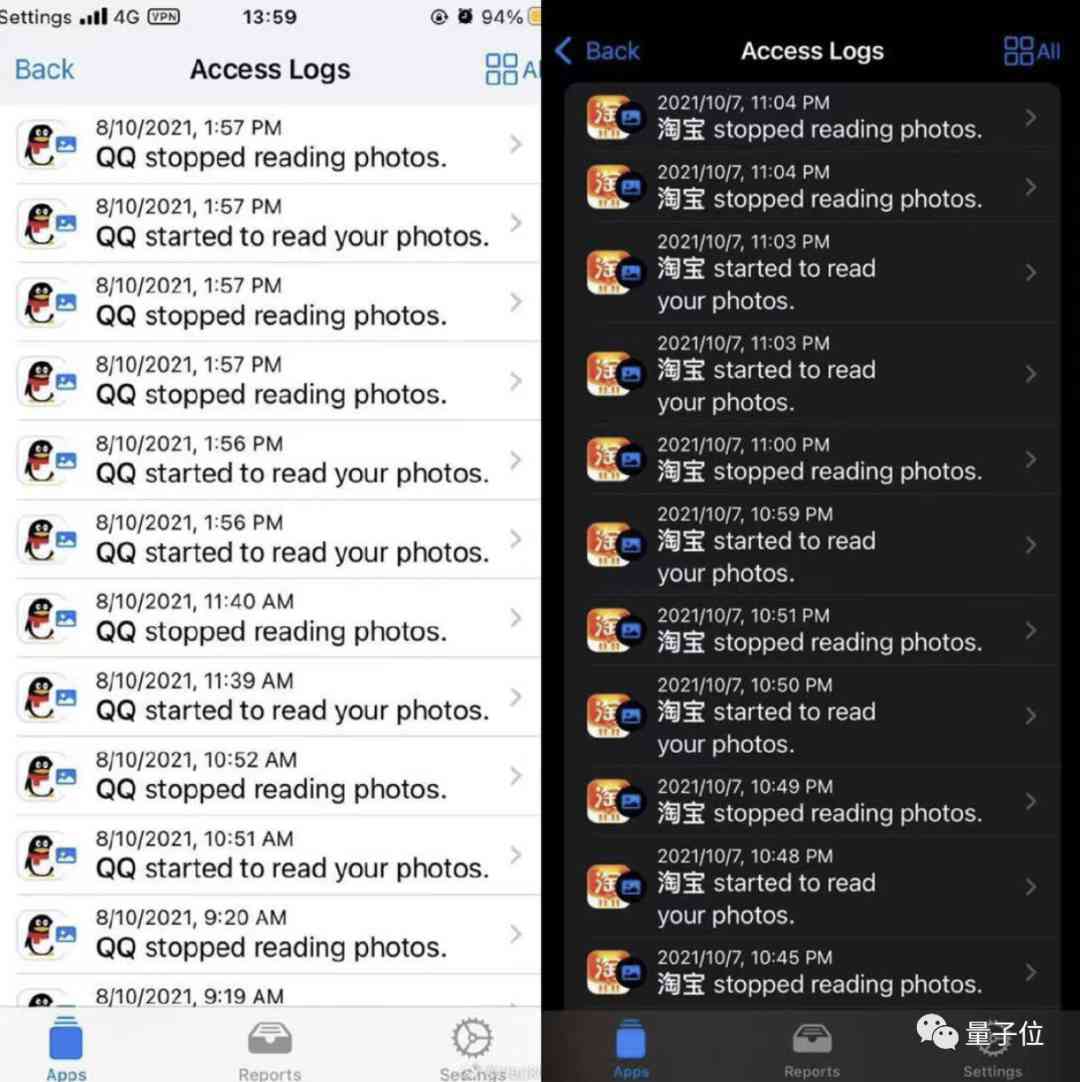 Settings 4G VPN 13:59 94%
Back Access Logs
8/10/2021, 1:57 PM
QQ stopped reading photos.
8/10/2021, 1:57 PM
QQ started to read your photos.
8/10/2021, 1:57 PM
QQ stopped reading photos.
8/10/2021, 1:57 PM
QQ stopped reading photos.
8/10/2021, 1:56 PM
QQ started to read your photos.
8/10/2021, 1:56 PM
QQ started to read your photos.
8/10/2021, 11:40 AM
QQ stopped reading photos.
8/10/2021, 11:39 AM
QQ started to read your photos.
8/10/2021, 10:52 AM
QQ stopped reading photos.
8/10/2021, 10:51 AM
QQ started to read your photos.
8/10/2021, 9:20 AM
QQ stopped reading photos.
8/10/2021, 9:19 AM
Apps Reports Settings
Back Access Logs All
2021/10/7, 11:04 PM
淘宝 stopped reading photos.
2021/10/7, 11:04 PM
淘宝 stopped reading photos.
2021/10/7, 11:03 PM
淘宝 started to read
your photos.
2021/10/7, 11:03 PM
淘宝 started to read
your photos.
2021/10/7, 11:00 PM
淘宝 stopped reading photos.
2021/10/7, 10:59 PM
淘宝 started to read
your photos.
2021/10/7, 10:51 PM
淘宝 stopped reading photos.
2021/10/7, 10:50 PM
淘宝 started to read
your photos.
2021/10/7, 10:49 PM
淘宝 stopped reading photos.
2021/10/7, 10:48 PM
淘宝 started to read
your photos.
2021/10/7, 10:45 PM
淘宝 stopped reading photos.
Apps Reports Settings
量子位